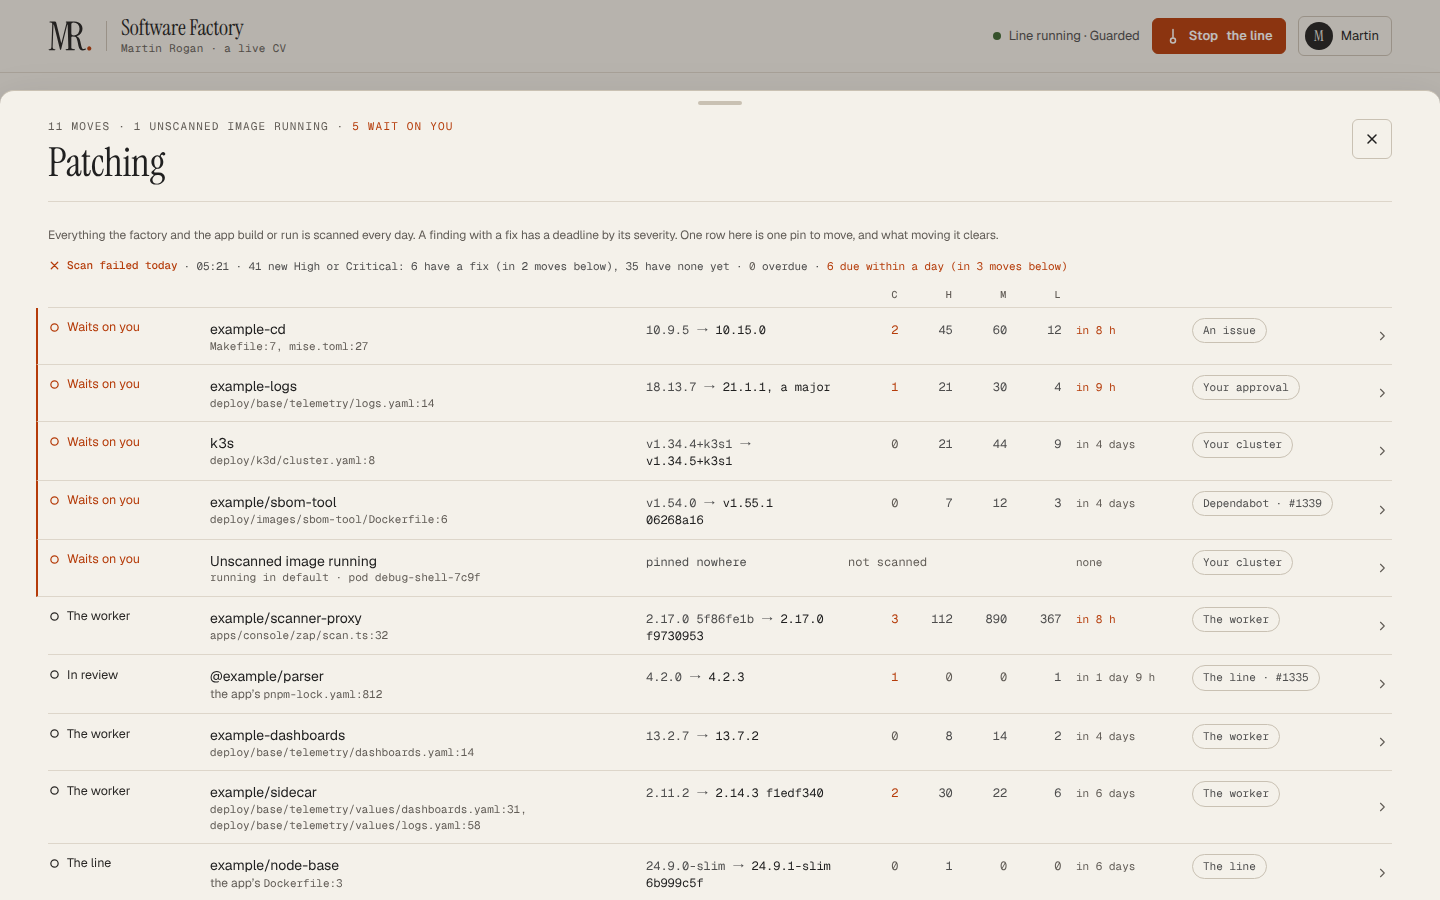 MR.
Software Factory
Martin Rogan · a live CV
Line running · Guarded
Stop the line
M
Martin
11 MOVES · 1 UNSCANNED IMAGE RUNNING · 5 WAIT ON YOU
Patching
Everything the factory and the app build or run is scanned every day. A finding with a fix has a deadline by its severity. One row here is one pin to move, and what moving it clears.
Scan failed today · 05:21 · 41 new High or Critical: 6 have a fix (in 2 moves below), 35 have none yet · 0 overdue · 6 due within a day (in 3 moves below)
C H M L
Waits on you example-cd 10.9.5 → 10.15.0 2 45 60 12 in 8 h An issue
Makefile:7, mise.toml:27
Waits on you example-logs 18.13.7 → 21.1.1, a major 1 21 30 4 in 9 h Your approval
deploy/base/telemetry/logs.yaml:14
Waits on you k3s v1.34.4+k3s1 → 0 21 44 9 in 4 days Your cluster
deploy/k3d/cluster.yaml:8 v1.34.5+k3s1
Waits on you example/sbom-tool v1.54.0 → v1.55.1 0 7 12 3 in 4 days Dependabot · #1339
deploy/images/sbom-tool/Dockerfile:6 06268a16
Waits on you Unscanned image running pinned nowhere not scanned none Your cluster
running in default · pod debug-shell-7c9f
The worker example/scanner-proxy 2.17.0 5f86fe1b → 2.17.0 3 112 890 367 in 8 h The worker
apps/console/zap/scan.ts:32 f9730953
In review @example/parser 4.2.0 → 4.2.3 1 0 0 1 in 1 day 9 h The line · #1335
the app's pnpm-lock.yaml:812
The worker example-dashboards 13.2.7 → 13.7.2 0 8 14 2 in 4 days The worker
deploy/base/telemetry/dashboards.yaml:14
The worker example/sidecar 2.11.2 → 2.14.3 f1edf340 2 30 22 6 in 6 days The worker
deploy/base/telemetry/values/dashboards.yaml:31,
deploy/base/telemetry/values/logs.yaml:58
The line example/node-base 24.9.0-slim → 24.9.1-slim 0 1 0 0 in 6 days The line
the app's Dockerfile:3 6b999c5f